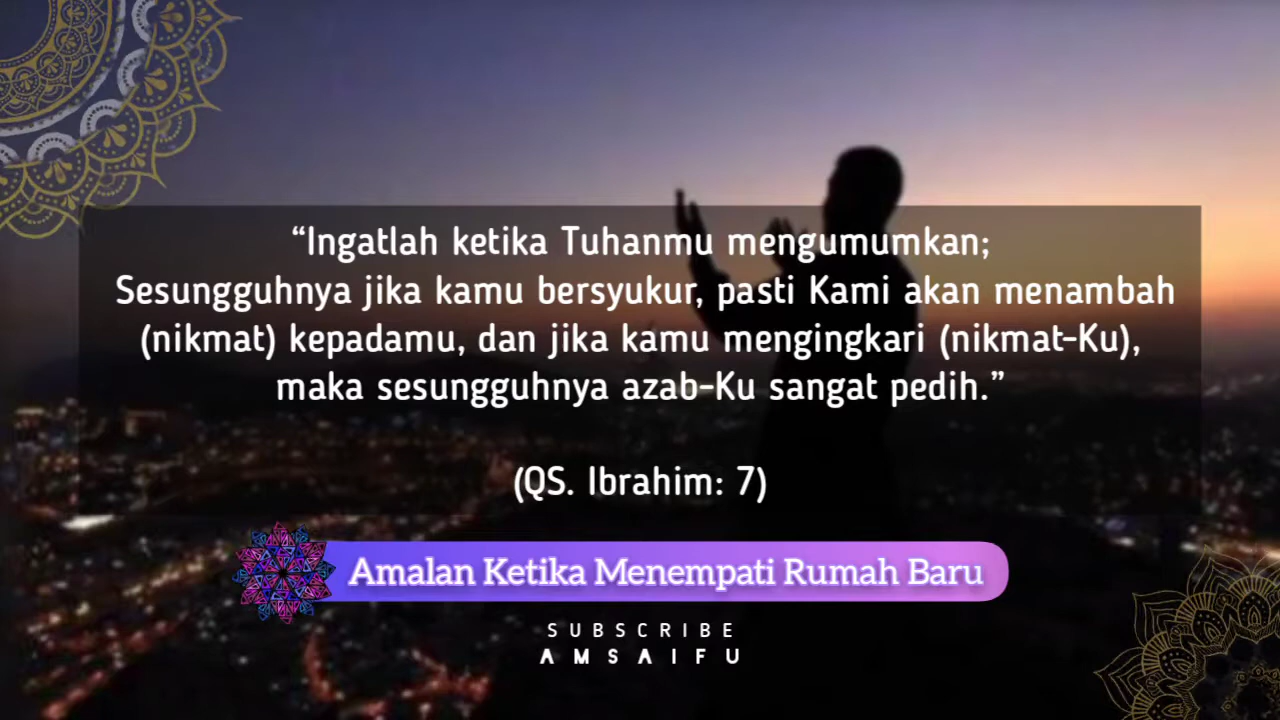 “Ingatlah ketika Tuhanmu mengumumkan;
Sesungguhnya jika kamu bersyukur, pasti Kami akan menambah
(nikmat) kepadamu, dan jika kamu mengingkari (nikmat-Ku),
maka sesungguhnya azab-Ku sangat pedih.”
(QS. Ibrahim: 7)
Amalan Ketika Menempati Rumah Baru
SUBSCRIBE
AMSAIFU